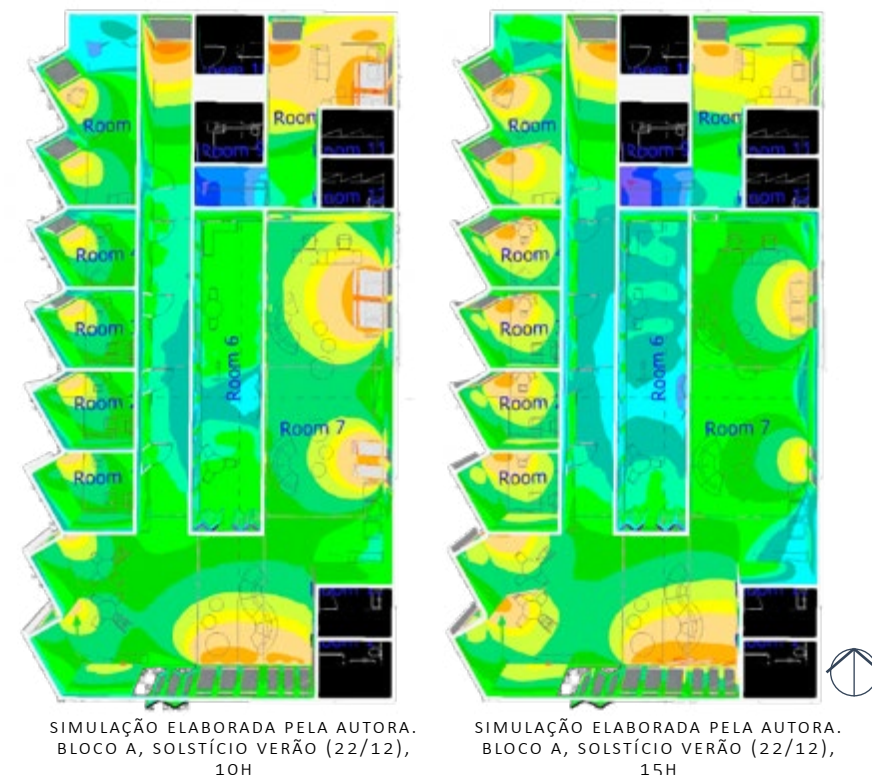 Room
Room
Room 6
Room 7
Room
Room
Room
Room
Room
Room
Room 6
Room 7
Room
Room
Room
SIMULAÇÃO ELABORADA PELA AUTORA.
BLOCO A, SOLSTÍCIO VERÃO (22/12),
10H
SIMULAÇÃO ELABORADA PELA AUTORA.
BLOCO A, SOLSTÍCIO VERÃO (22/12),
15H